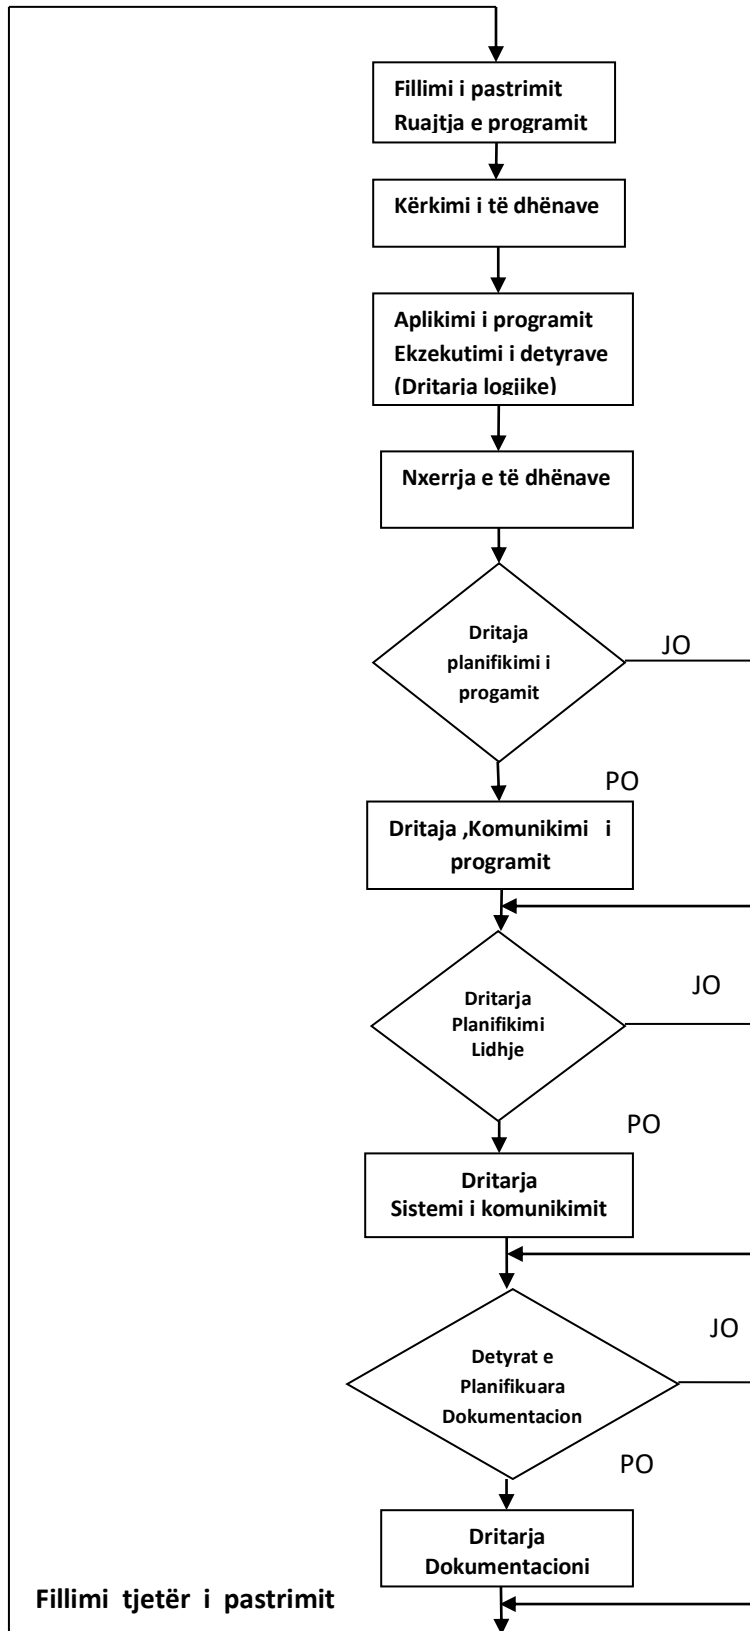 Fillimi i pastrimit
Ruajtja e programit
Kërkimi i të dhënave
Aplikimi i programit
Ekzekutimi i detyrave
(Dritarja logjike)
Nxerrja e të dhënave
Dritaja
planifikimi i
progamit
JO
PO
Dritaja ,Komunikimi i
programit
Dritarja
Planifikimi
Lidhje
JO
PO
Dritarja
Sistemi i komunikimit
Detyrat e
Planifikuara
Dokumentacion
JO
PO
Dritarja
Dokumentacioni
Fillimi tjetër i pastrimit